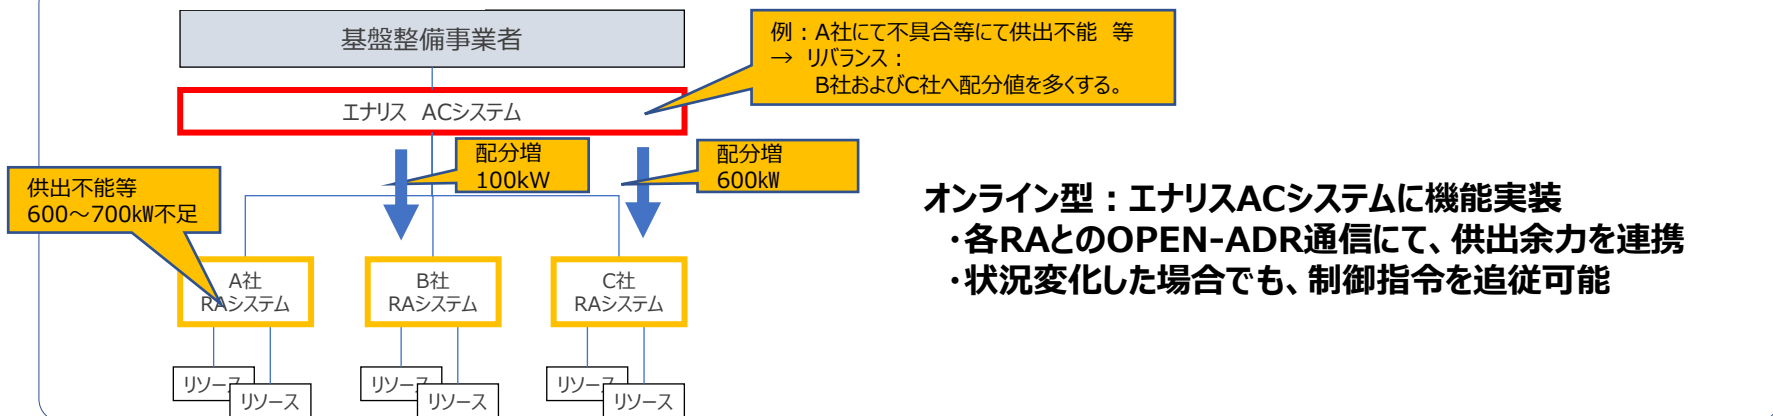 基盤整備事業者
例：A社にて不具合等にて供出不能 等
→ リバランス：
B社およびC社へ配分値を多くする。
エナリス ACシステム
配分増
100kW
配分増
600kW
供出不能等
600～700kW不足
オンライン型：エナリスACシステムに機能実装
・各RAとのOPEN-ADR通信にて、供出余力を連携
・状況変化した場合でも、制御指令を追従可能
A社
RAシステム
B社
RAシステム
C社
RAシステム
リソース
リソース
リソース
リソース
リソース
リソース